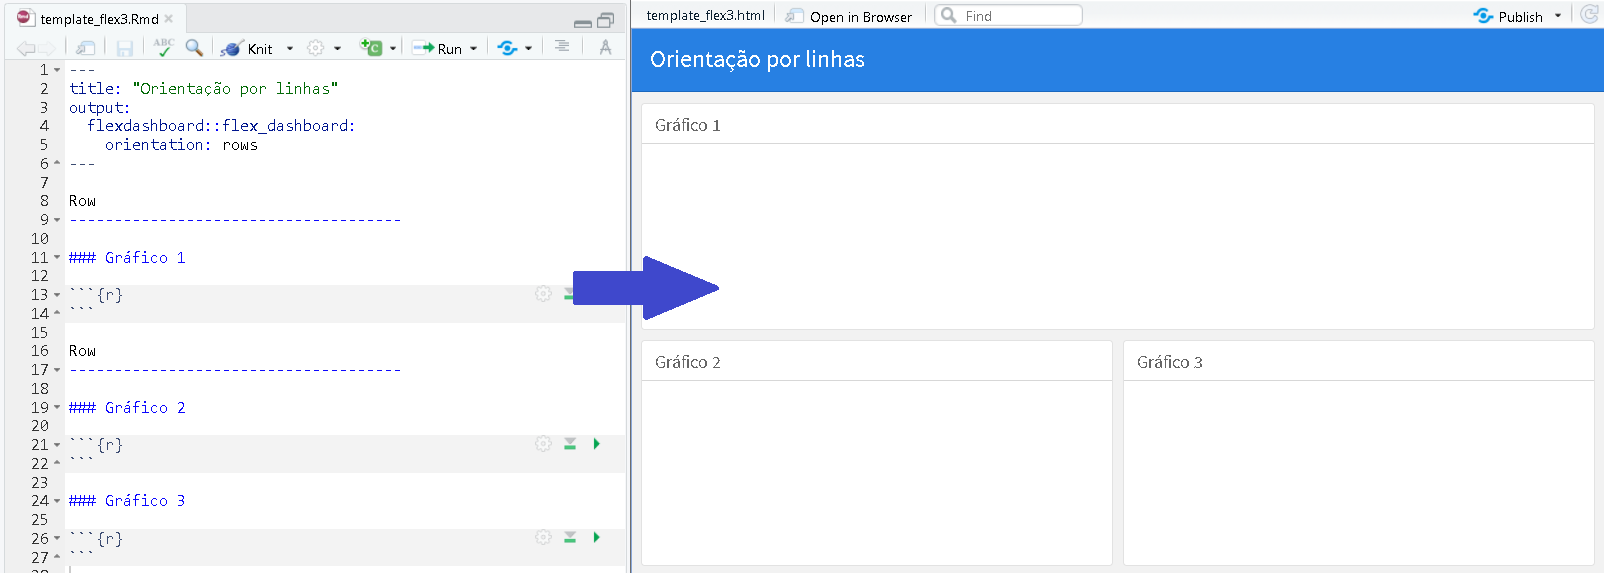 template_flex3.Rmd
ABC
Knit
Run
1 ---
2 title: "Orientação por linhas"
3 output:
4 flexdashboard::flex_dashboard:
5 orientation: rows
6 ---
7
8 Row
9 -------------------------------------
10
11 ### Gráfico 1
12
13 ```{r}
14 ```
15
16 Row
17 -------------------------------------
18
19 ### Gráfico 2
20
21 ```{r}
22 ```
23
24 ### Gráfico 3
25
26 ```{r}
27 ```
28
template_flex3.html
Open in Browser
Find
Publish
Orientação por linhas
Gráfico 1
Gráfico 2
Gráfico 3